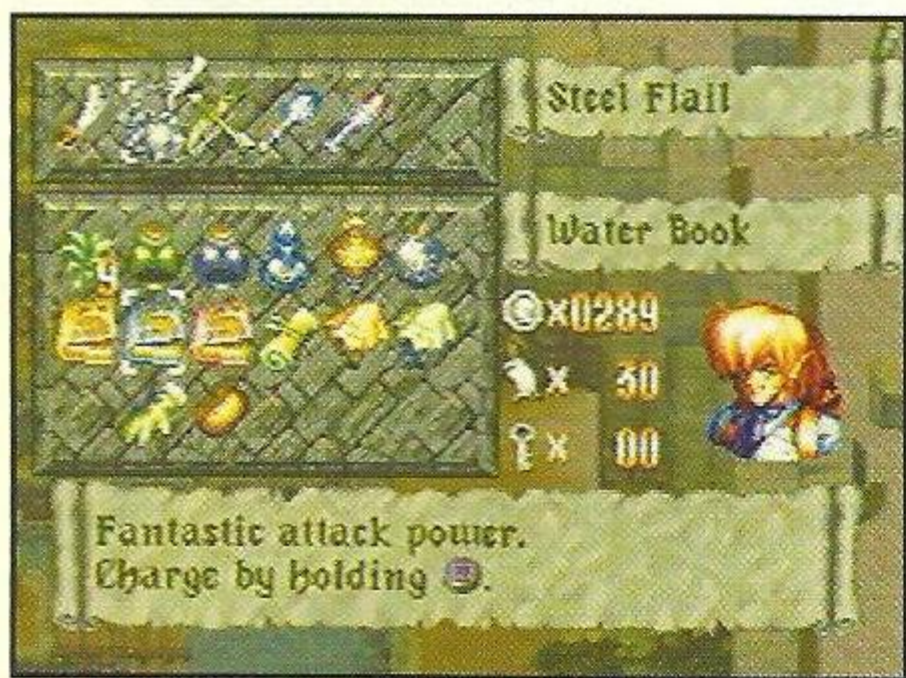 Steel Flail
Water Book
x0289
x 30
x 00
Fantastic attack power.
Charge by holding